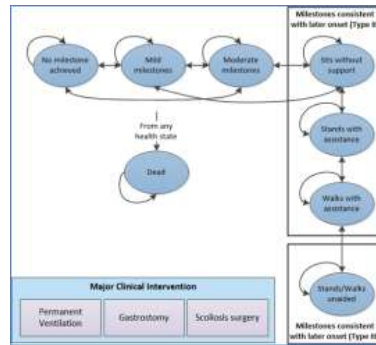 Milestones consistent
with later onset (Type II)
No milestone
achieved
Mild
milestones
Moderate
milestones
Sits without
support
Stands with
assistance
From any
health state
Dead
Walks with
assistance
Major Clinical Intervention
Permanent
Ventilation
Gastrostomy
Scoliosis surgery
Stands/Walks
unaided
Milestones consistent
with later onset (Type